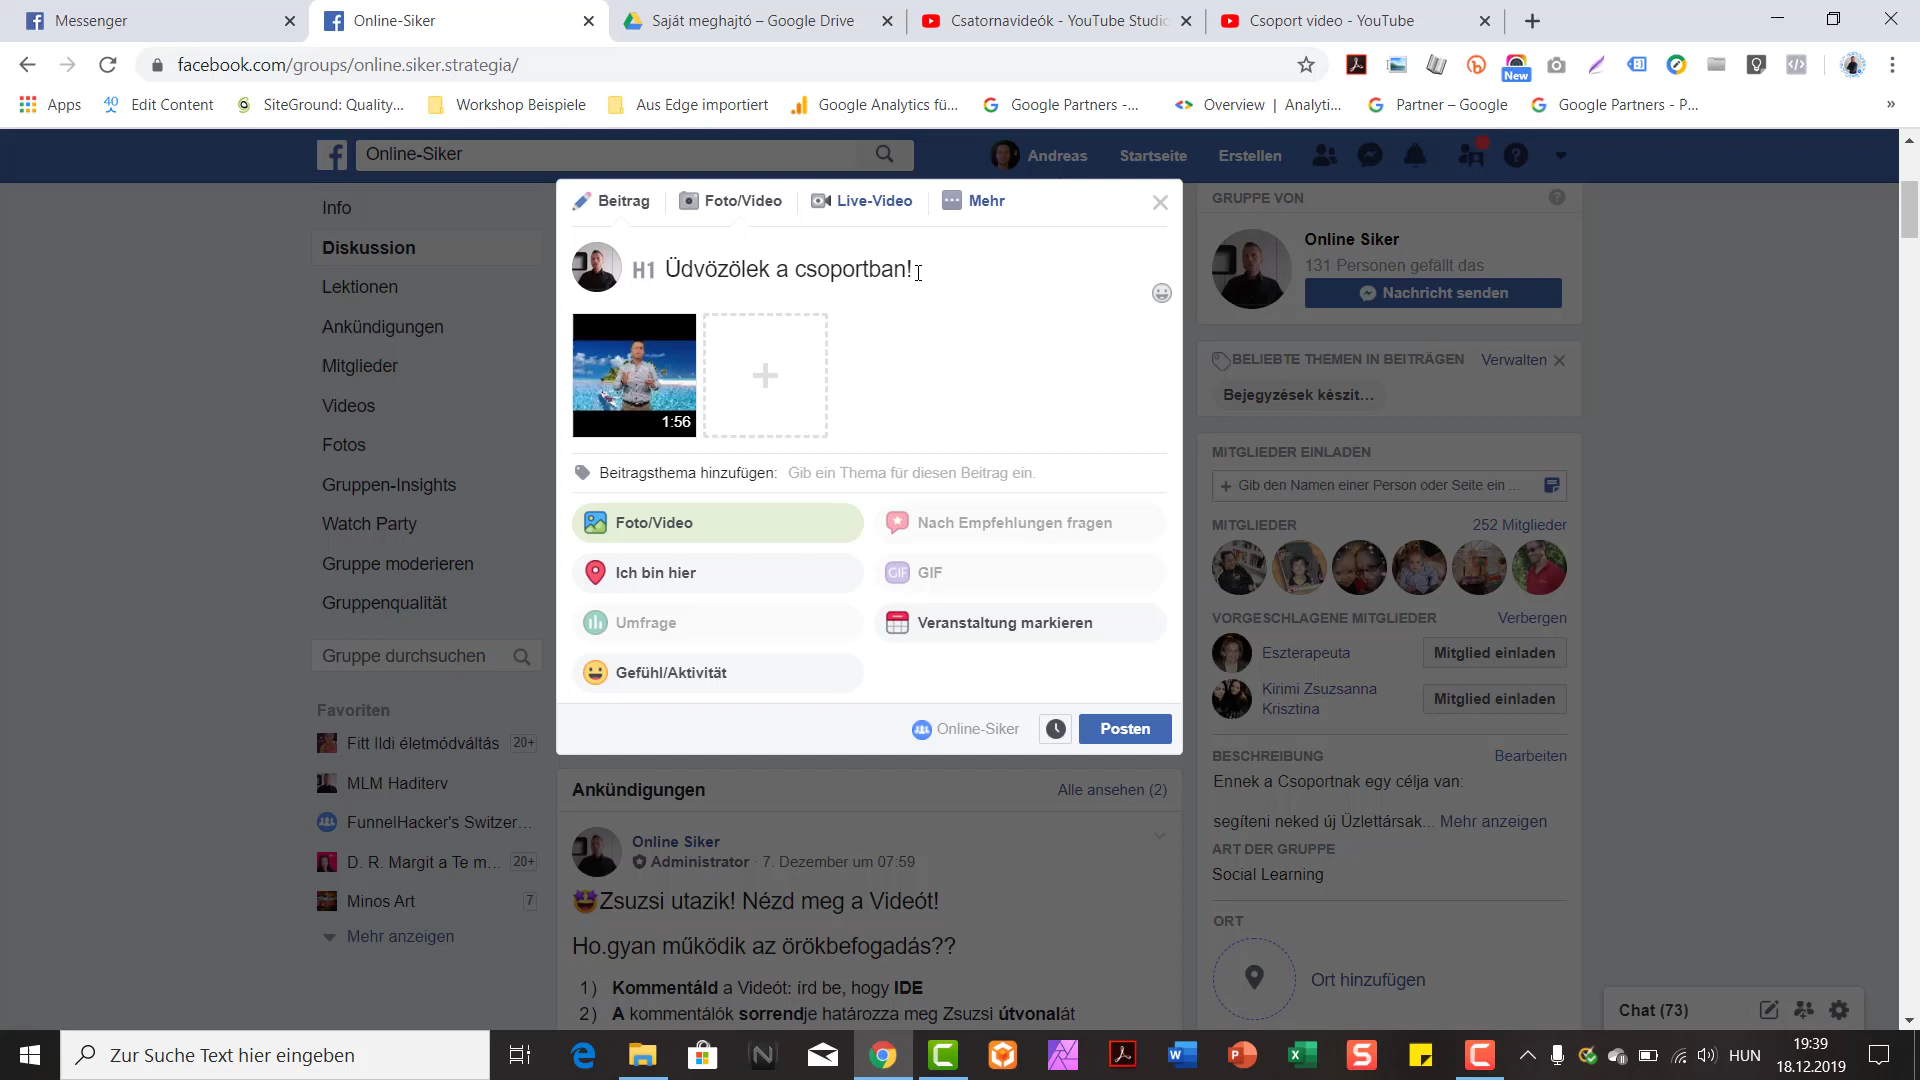 Messenger
Online-Siker
Saját meghajtó – Google Drive
Csatornavideók - YouTube Studio
Csoport video - YouTube
facebook.com/groups/online.siker.strategia/
New
Apps
Edit Content
SiteGround: Quality,...
Workshop Beispiele
Aus Edge importiert
Google Analytics fü...
Google Partners -...
Overview | Analyti...
Partner – Google
Google Partners - P...
»
Online-Siker
Andreas
Startseite
Erstellen
Info
Diskussion
Lektionen
Ankündigungen
Mitglieder
Videos
Fotos
Gruppen-Insights
Watch Party
Gruppe moderieren
Gruppenqualität
Gruppe durchsuchen
Favoriten
Fitt Ildi életmódváltás 20+
MLM Haditerv
FunnelHacker's Switzer...
D. R. Margit a Te m... 20+
Minos Art 7
Mehr anzeigen
Beitrag
Foto/Video
Live-Video
Mehr
H1 Üdvözölek a csoportban!
1:56
Beitragsthema hinzufügen: Gib ein Thema für diesen Beitrag ein.
Foto/Video
Nach Empfehlungen fragen
Ich bin hier
GIF GIF
Umfrage
Veranstaltung markieren
Gefühl/Aktivität
Online-Siker
Posten
Ankündigungen
Alle ansehen (2)
Online Siker
Administrator · 7. Dezember um 07:59
Zsuzsi utazik! Nézd meg a Videót!
Ho.gyan működik az örökbefogadás??
1) Kommentáld a Videót: írd be, hogy IDE
2) A kommentálók sorrendje határozza meg Zsuzsi útvonalát
GRUPPE VON
Online Siker
131 Personen gefällt das
Nachricht senden
BELIEBTE THEMEN IN BEITRÄGEN Verwalten
Bejegyzések készít...
MITGLIEDER EINLADEN
+ Gib den Namen einer Person oder Seite ein ...
MITGLIEDER 252 Mitglieder
VORGESCHLAGENE MITGLIEDER Verbergen
Eszterapeuta
Mitglied einladen
Kirimi Zsuzsanna
Krisztina
Mitglied einladen
BESCHREIBUNG Bearbeiten
Ennek a Csoportnak egy célja van:
segíteni neked új Üzlettársak... Mehr anzeigen
ART DER GRUPPE
Social Learning
ORT
Ort hinzufügen
Chat (73)
Zur Suche Text hier eingeben
HUN
19:39
18.12.2019